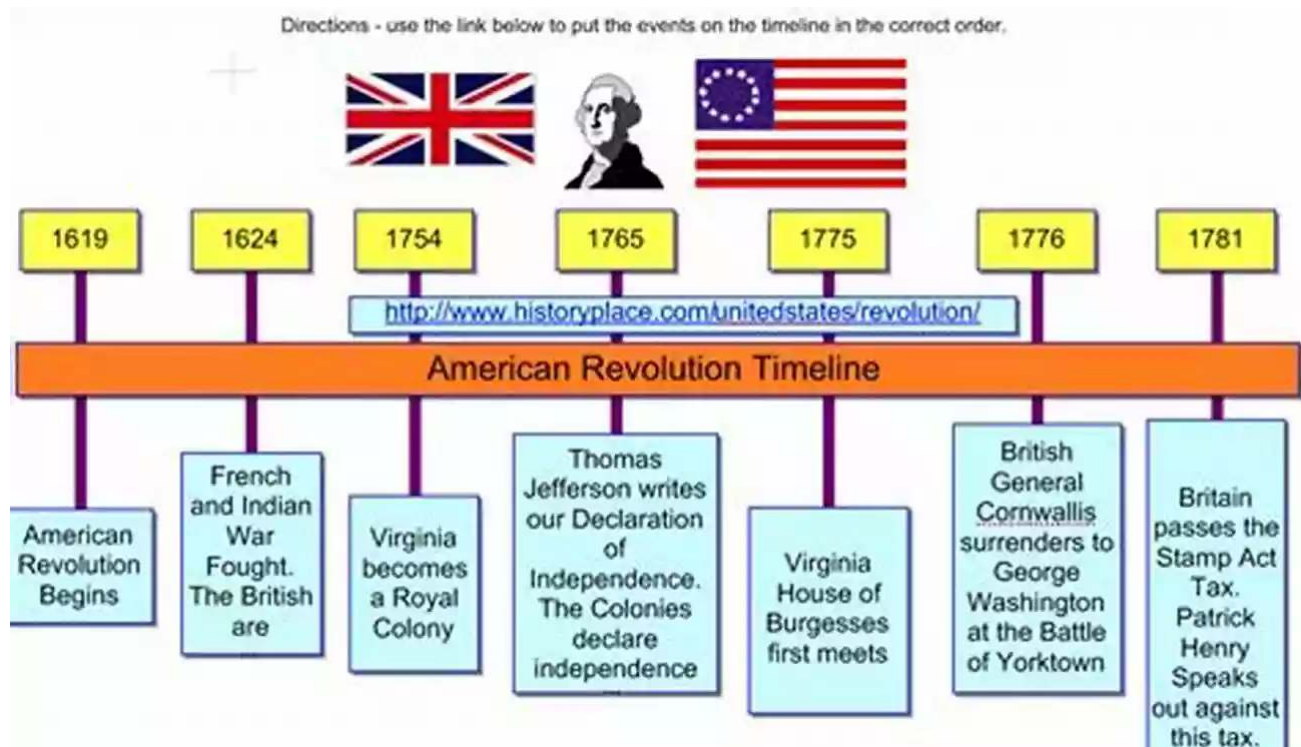 Directions - use the link below to put the events on the timeline in the correct order.
1619
1624
1754
1765
1775
1776
1781
http://www.historyplace.com/unitedstates/revolution/
American Revolution Timeline
American
Revolution
Begins
French
and Indian
War
Fought.
The British
are
Virginia
becomes
a Royal
Colony
Thomas
Jefferson writes
our Declaration
of
Independence.
The Colonies
declare
independence
Virginia
House of
Burgesses
first meets
British
General
Cornwallis
surrenders to
George
Washington
at the Battle
of Yorktown
Britain
passes the
Stamp Act
Tax.
Patrick
Henry
Speaks
out against
this tax.